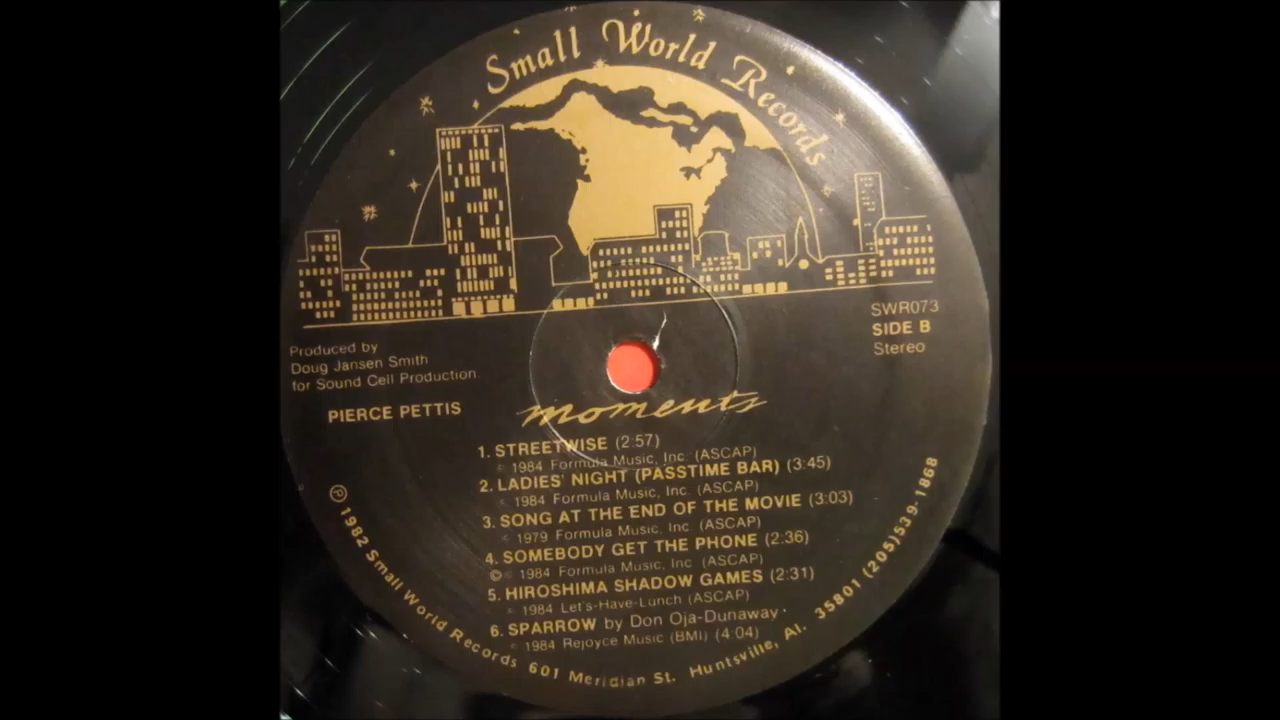 Small World Records
SWR073
SIDE B
Stereo
Produced by
Doug Jansen Smith
for Sound Cell Production.
PIERCE PETTIS
moments
1. STREETWISE (2:57)
© 1984 Formula Music, Inc. (ASCAP)
2. LADIES' NIGHT (PASSTIME BAR) (3:45)
© 1984 Formula Music, Inc. (ASCAP)
3. SONG AT THE END OF THE MOVIE (3:03)
© 1979 Formula Music, Inc. (ASCAP)
4. SOMEBODY GET THE PHONE (2:36)
© 1984 Formula Music, Inc. (ASCAP)
5. HIROSHIMA SHADOW GAMES (2:31)
© 1984 Let's-Have-Lunch (ASCAP)
6. SPARROW by Don Oja-Dunaway
© 1984 Rejoyce Music (BMI) (4:04)
℗ 1982 Small World Records 601 Meridian St. Huntsville, Al. 35801 (205)539-1868